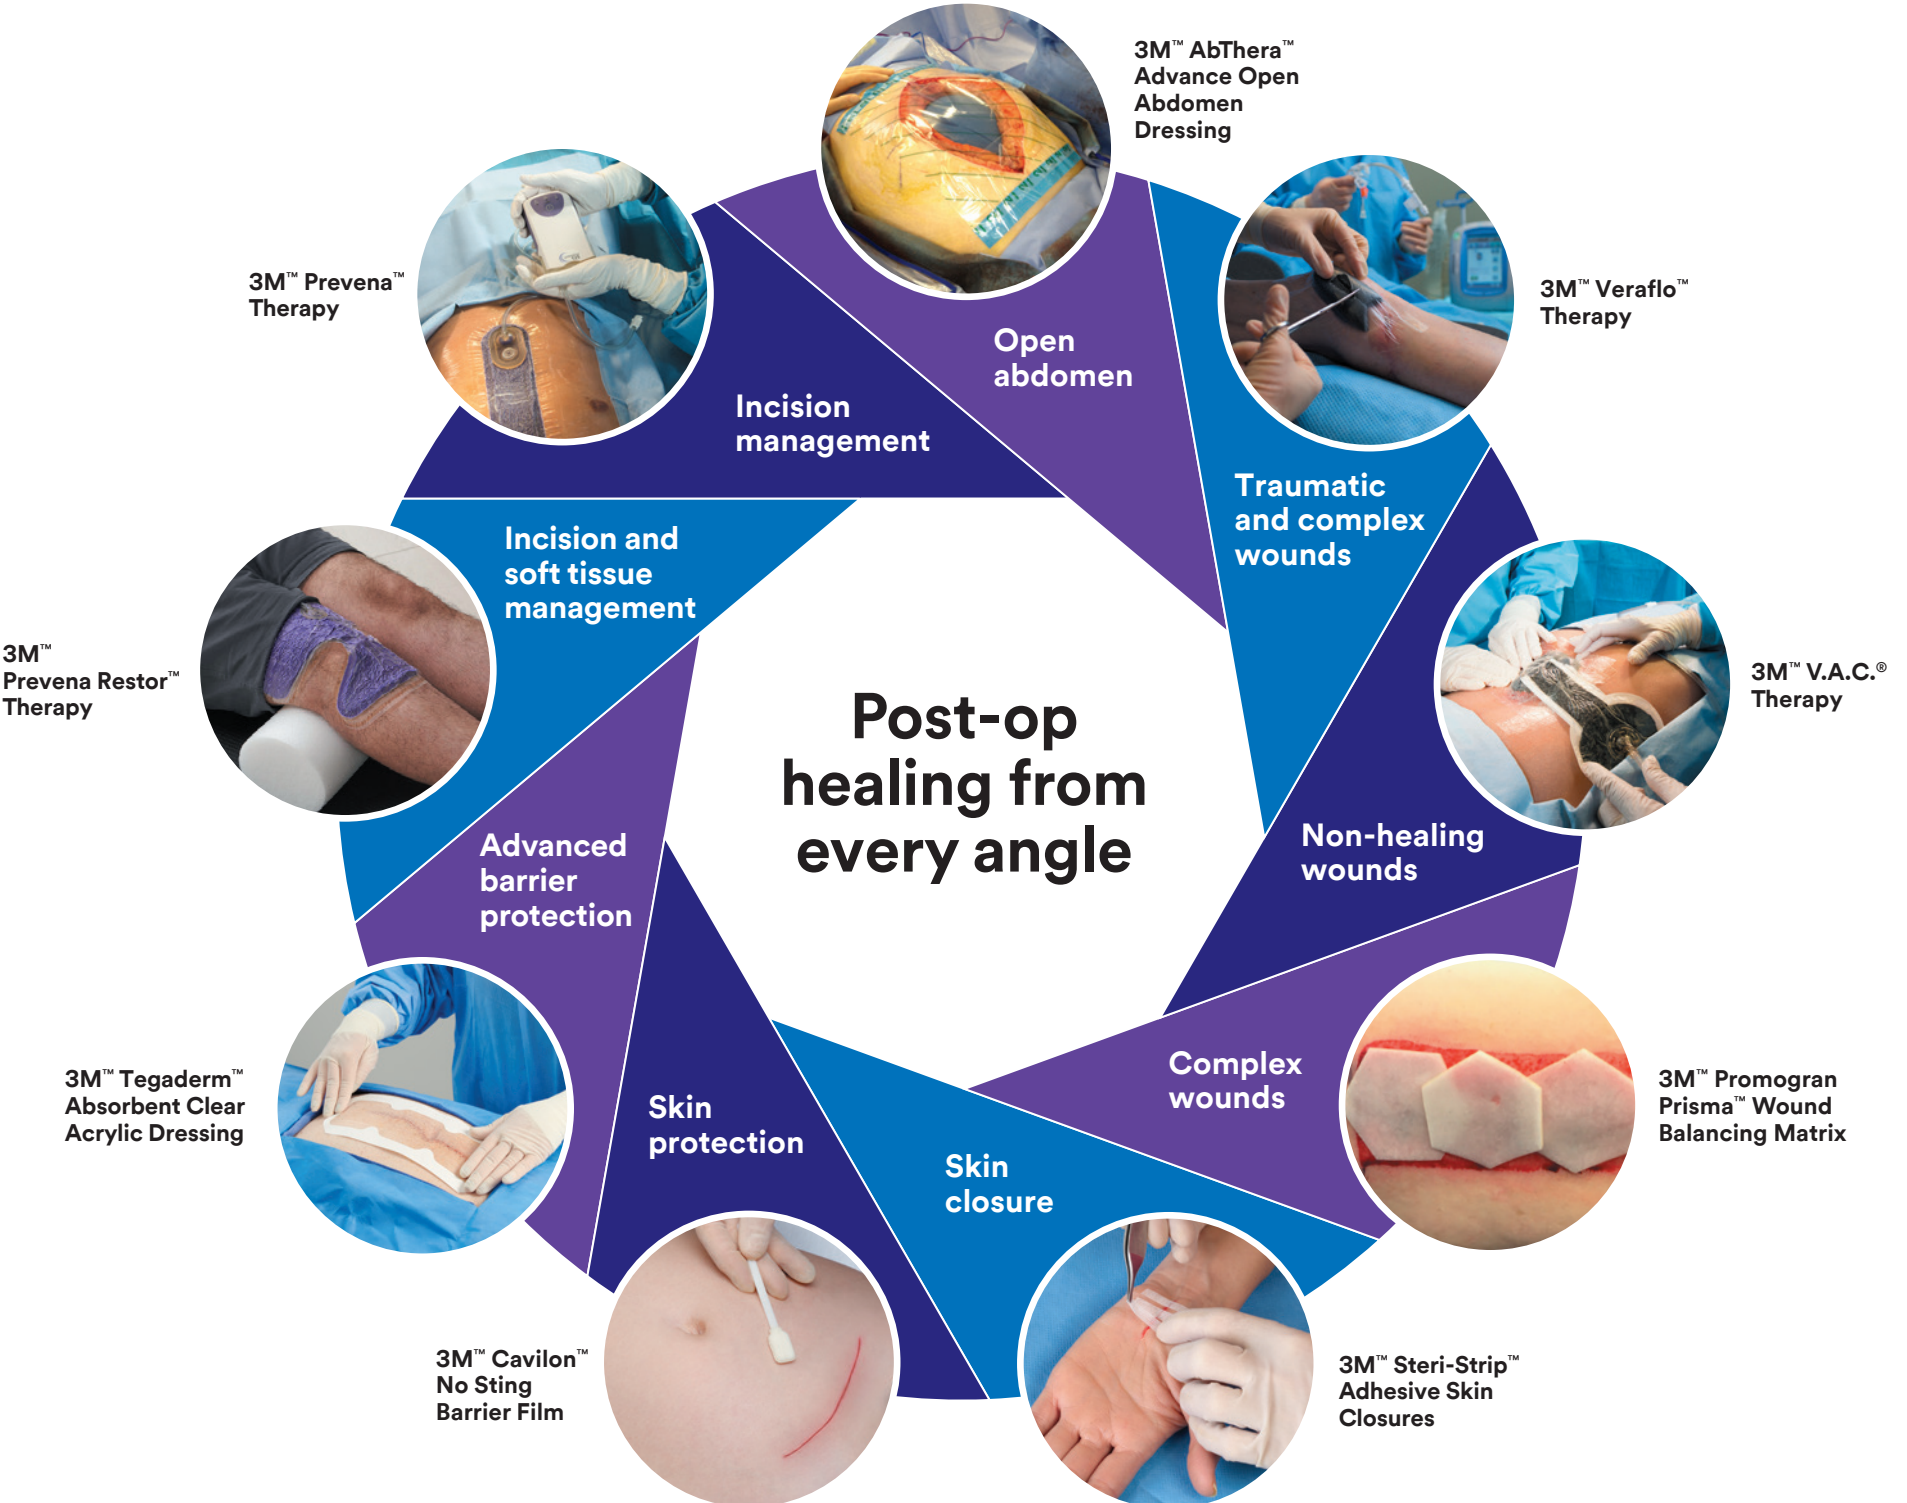 3M™ AbThera™
Advance Open
Abdomen
Dressing
3M™ Prevena™
Therapy
3M™ Veraflo™
Therapy
Open
abdomen
Incision
management
Traumatic
and complex
wounds
Incision and
soft tissue
management
3M™
Prevena Restor™
Therapy
3M™ V.A.C.®
Therapy
Post-op
healing from
every angle
Non-healing
wounds
Advanced
barrier
protection
Complex
wounds
3M™ Tegaderm™
Absorbent Clear
Acrylic Dressing
3M™ Promogran
Prisma™ Wound
Balancing Matrix
Skin
protection
Skin
closure
3M™ Cavilon™
No Sting
Barrier Film
3M™ Steri-Strip™
Adhesive Skin
Closures